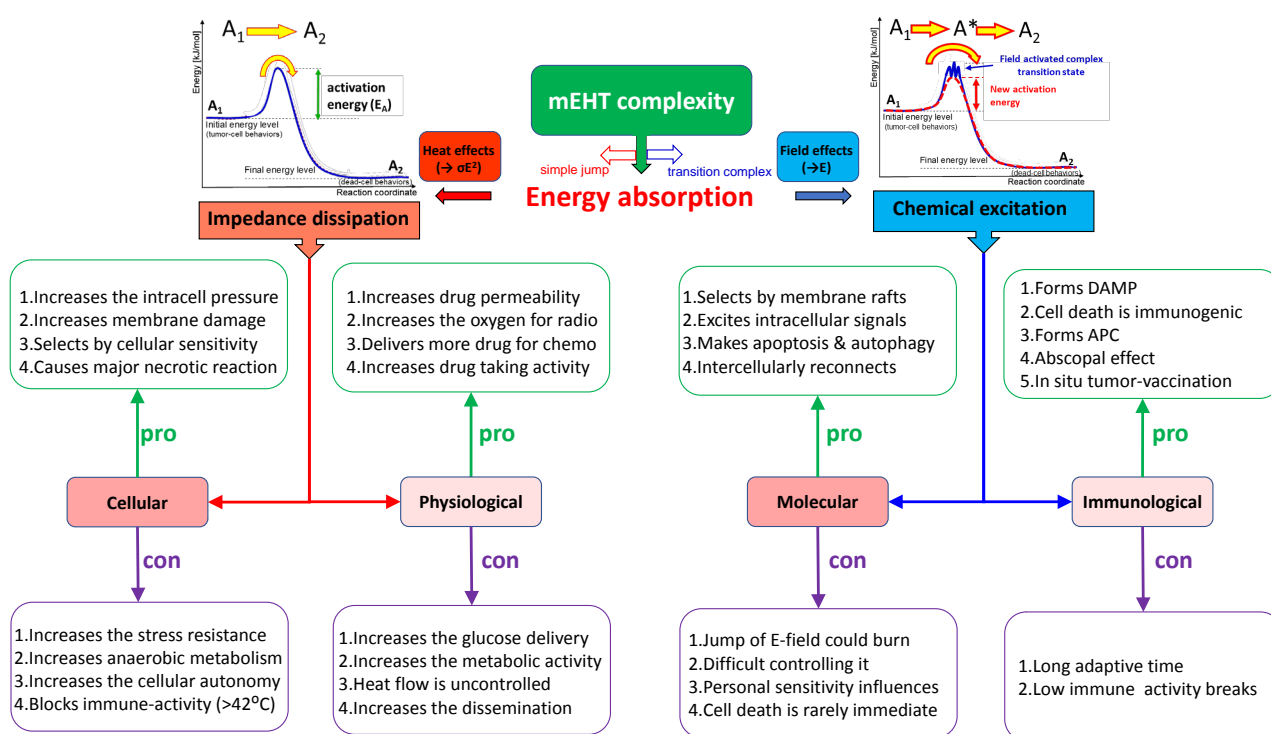 A₁ A₂
Energy [kJ/mol]
activation
energy (E_A)
A₁
Initial energy level
(tumor-cell behaviors)
Final energy level
A₂
(dead-cell behaviors)
Reaction coordinate
mEHT complexity
Heat effects
(→ σE²)
simple jump
transition complex
Field effects
(→E)
Energy absorption
A₁ A* A₂
Energy [kJ/mol]
Field activated complex
transition state
New activation
energy
A₁
Initial energy level
(tumor-cell behaviors)
Final energy level
A₂
(dead-cell behaviors)
Reaction coordinate
Impedance dissipation
Chemical excitation
1.Increases the intracell pressure
2.Increases membrane damage
3.Selects by cellular sensitivity
4.Causes major necrotic reaction
1.Increases drug permeability
2.Increases the oxygen for radio
3.Delivers more drug for chemo
4.Increases drug taking activity
1.Selects by membrane rafts
2.Excites intracellular signals
3.Makes apoptosis & autophagy
4.Intercellularly reconnects
1.Forms DAMP
2.Cell death is immunogenic
3.Forms APC
4.Abscopal effect
5.In situ tumor-vaccination
pro
pro
pro
pro
Cellular
Physiological
Molecular
Immunological
con
con
con
con
1.Increases the stress resistance
2.Increases anaerobic metabolism
3.Increases the cellular autonomy
4.Blocks immune-activity (>42⁰C)
1.Increases the glucose delivery
2.Increases the metabolic activity
3.Heat flow is uncontrolled
4.Increases the dissemination
1.Jump of E-field could burn
2.Difficult controlling it
3.Personal sensitivity influences
4.Cell death is rarely immediate
1.Long adaptive time
2.Low immune activity breaks